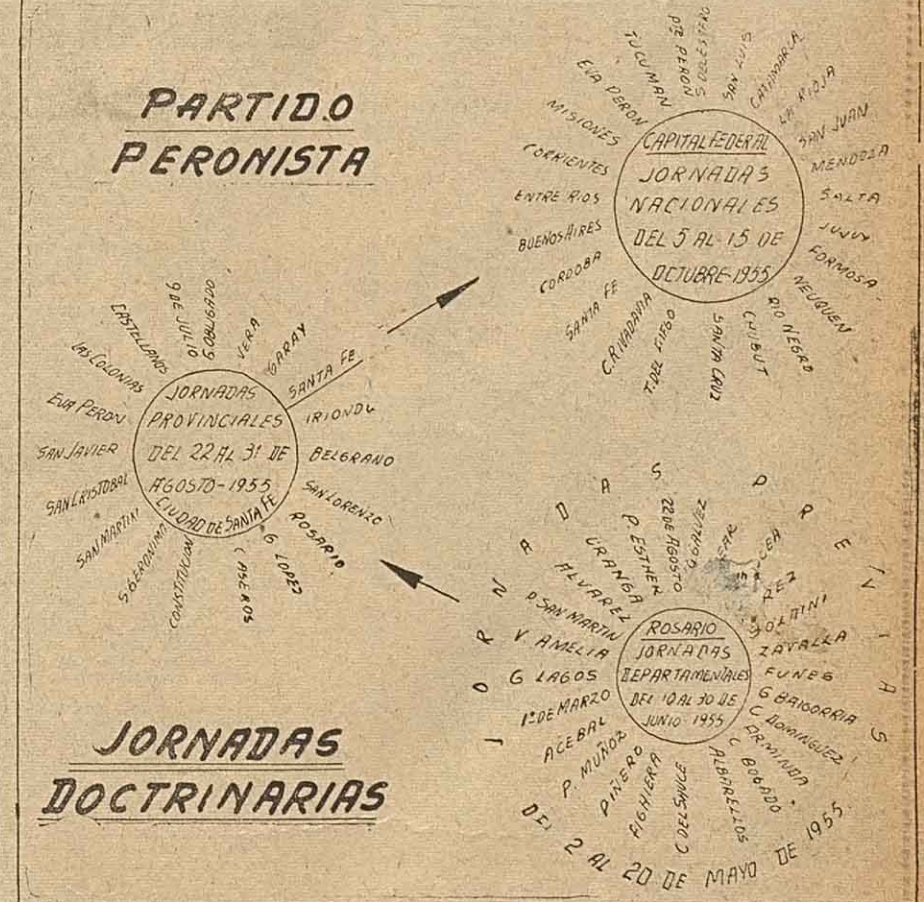 PARTIDO
PERONISTA
CAPITAL FEDERAL
JORNADAS
NACIONALES
DEL 5 AL 15 DE
OCTUBRE-1955
S. DEL ESTERO
SAN LUIS
CATAMARCA
LA RIOJA
SAN JUAN
MENDOZA
SALTA
JUJUY
FORMOSA
NEUQUEN
RIO NEGRO
CHUBUT
SANTA CRUZ
T. DEL FUEGO
C. RIVADAVIA
SANTA FE
CORDOBA
BUENOS AIRES
ENTRE RIOS
CORRIENTES
MISIONES
EVA PERON
TUCUMAN
PTE PERON
JORNADAS
PROVINCIALES
DEL 22 AL 31 DE
AGOSTO-1955
CIUDAD DE SANTA FE
9 DE JULIO
G. OBLIGADO
VERA
GARAY
SANTA FE
IRIONDO
BELGRANO
SAN LORENZO
ROSARIO
G. LOPEZ
CASEROS
CONSTITUCION
S. GERONIMO
SAN MARTIN
SAN CRISTOBAL
SAN JAVIER
EVA PERON
LAS COLONIAS
CASTELLANOS
JORNADAS PREVIAS
ROSARIO
JORNADAS
DEPARTAMENTALES
DEL 10 AL 30 DE
JUNIO-1955
22 DE AGOSTO
GALVEZ
SOLDINI
ZAVALLA
FUNES
G BAIGORRIA
C DOMINGUEZ
ARMINDA
C BOGADO
ALBARELLOS
C DEL SAUCE
FIGHIERA
PIÑERO
P. MUÑOZ
ACEBAL
1º DE MARZO
G LAGOS
V. AMELIA
P. SAN MARTIN
ALVAREZ
URANGA
P. ESTHER
DEL 2 AL 20 DE MAYO DE 1955
JORNADAS
DOCTRINARIAS